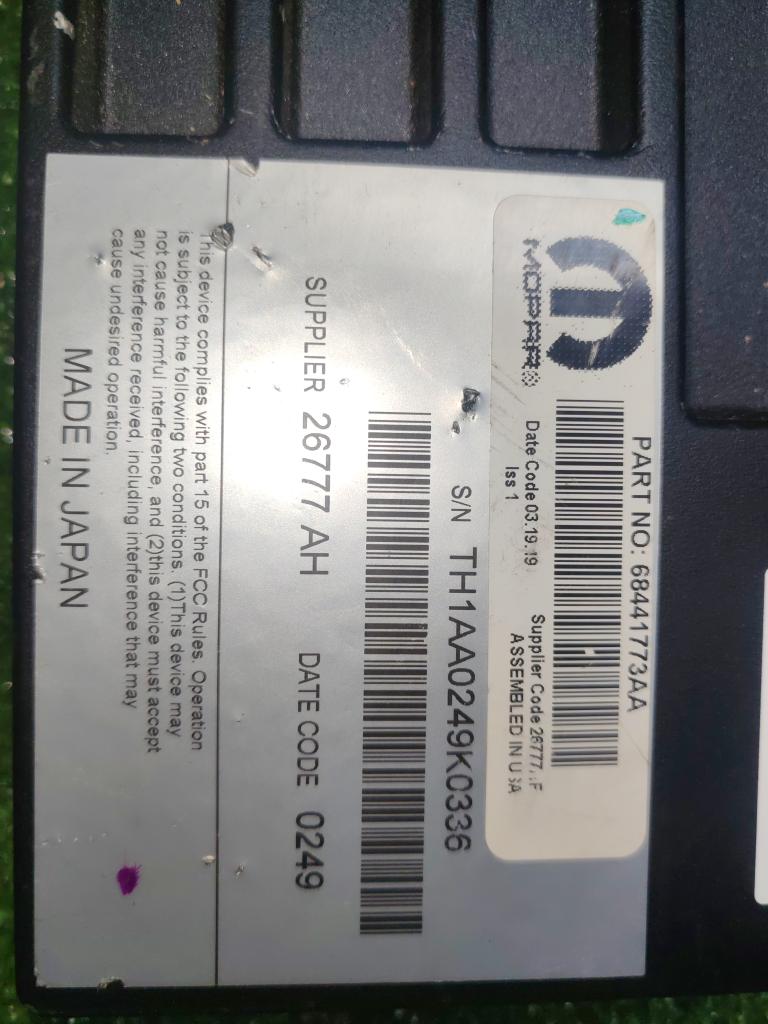 PART NO: 68441773AA
MOPAR®
Date Code 03.19.19
Supplier Code 26777
Iss 1
ASSEMBLED IN USA
S/N TH1AA0249K0336
SUPPLIER 26777 AH
DATE CODE 0249
This device complies with part 15 of the FCC Rules. Operation
is subject to the following two conditions. (1)This device may
not cause harmful interference, and (2)this device must accept
any interference received, including interference that may
cause undesired operation.
MADE IN JAPAN